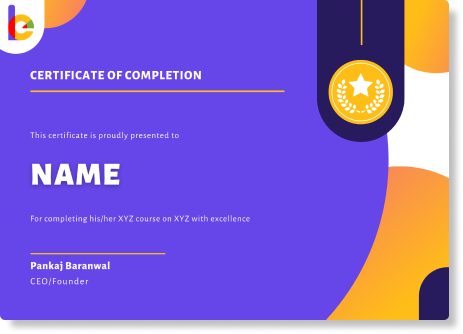 be
CERTIFICATE OF COMPLETION
This certificate is proudly presented to
NAME
For completing his/her XYZ course on XYZ with excellence
Pankaj Baranwal
CEO/Founder